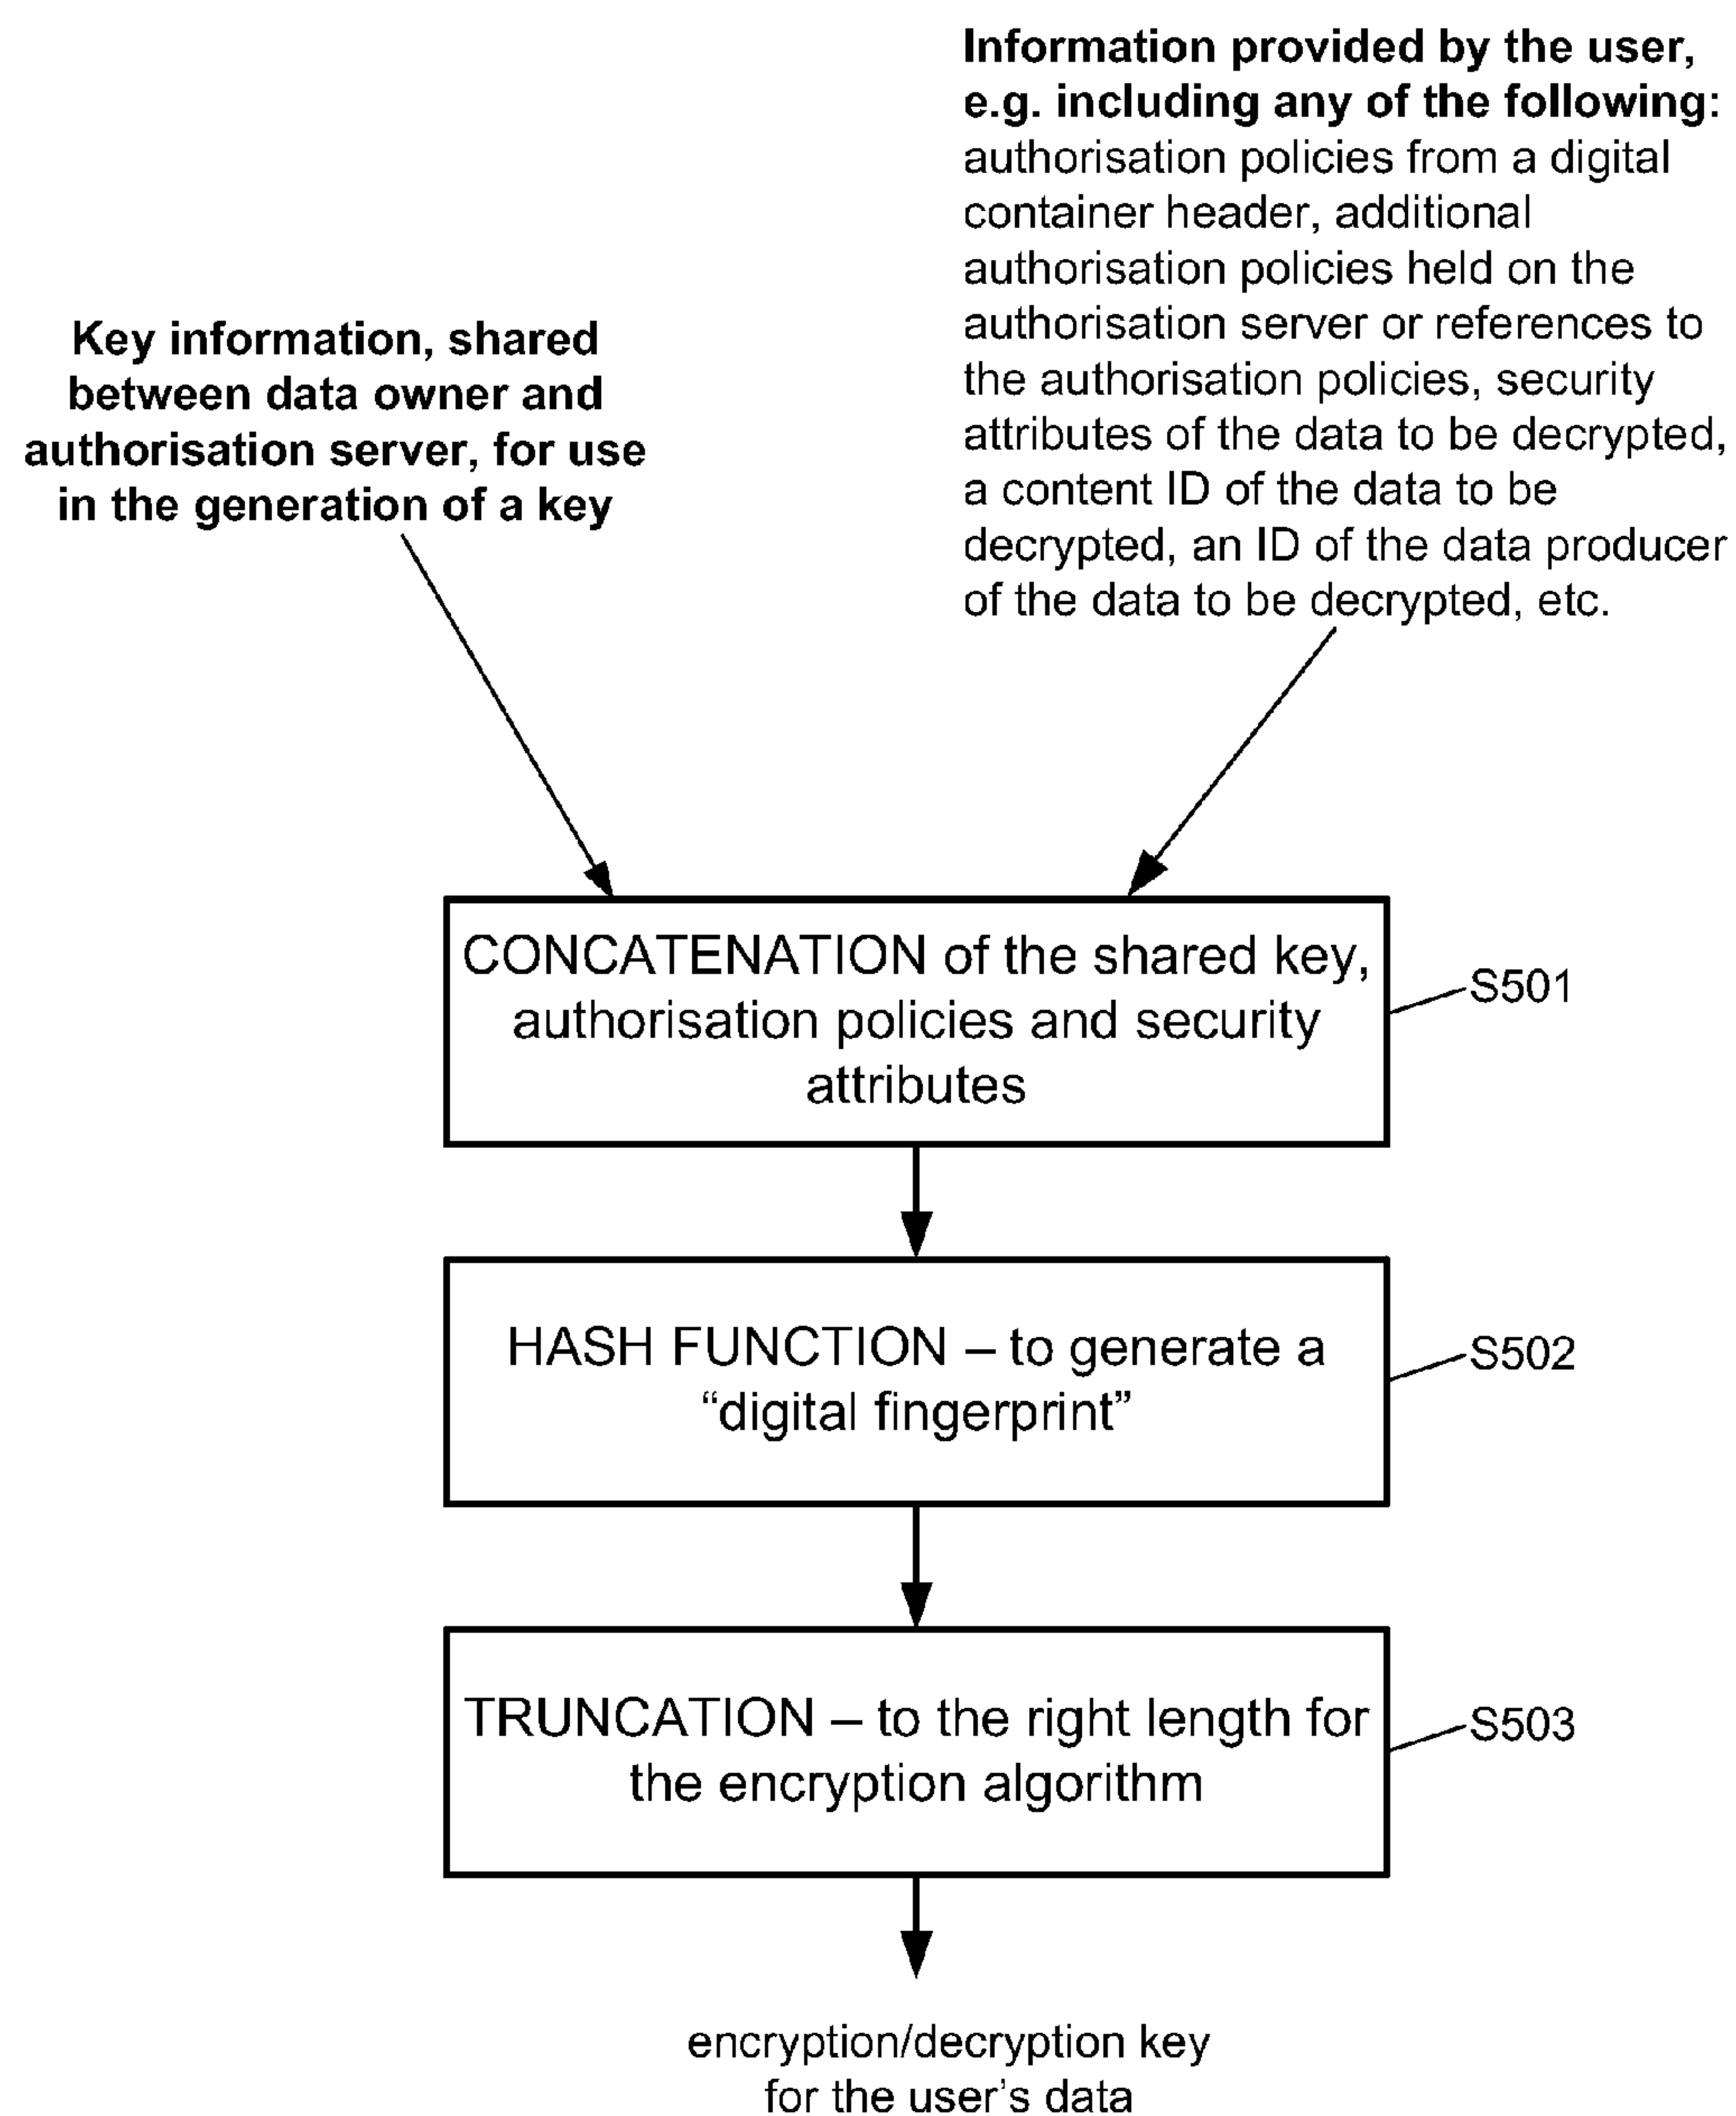 Information provided by the user,
e.g. including any of the following:
authorisation policies from a digital
container header, additional
authorisation policies held on the
authorisation server or references to
the authorisation policies, security
attributes of the data to be decrypted,
a content ID of the data to be
decrypted, an ID of the data producer
of the data to be decrypted, etc.
Key information, shared
between data owner and
authorisation server, for use
in the generation of a key
CONCATENATION of the shared key,
authorisation policies and security
attributes
S501
HASH FUNCTION – to generate a
“digital fingerprint”
S502
TRUNCATION – to the right length for
the encryption algorithm
S503
encryption/decryption key
for the user’s data